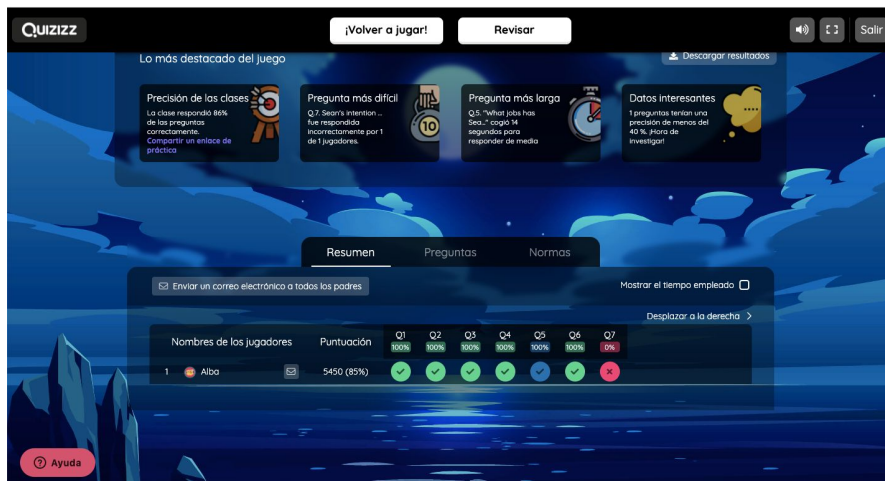 QUIZIZZ
¡Volver a jugar!
Revisar
Salir
Lo más destacado del juego
Descargar resultados
Precisión de las clases
La clase respondió 86%
de las preguntas
correctamente.
Compartir un enlace de
práctica
Pregunta más difícil
Q.7. Sean's intention ...
fue respondida
incorrectamente por 1
de 1 jugadores.
10
Pregunta más larga
Q.5. "What jobs has
Sea..." cogió 14
segundos para
responder de media
Datos interesantes
1 preguntas tenían una
precisión de menos del
40 %. ¡Hora de
investigar!
Resumen
Preguntas
Normas
Enviar un correo electrónico a todos los padres
Mostrar el tiempo empleado
Desplazar a la derecha >
Nombres de los jugadores Puntuación Q1 Q2 Q3 Q4 Q5 Q6 Q7
100% 100% 100% 100% 100% 100% 0%
1 Alba 5450 (85%)
? Ayuda